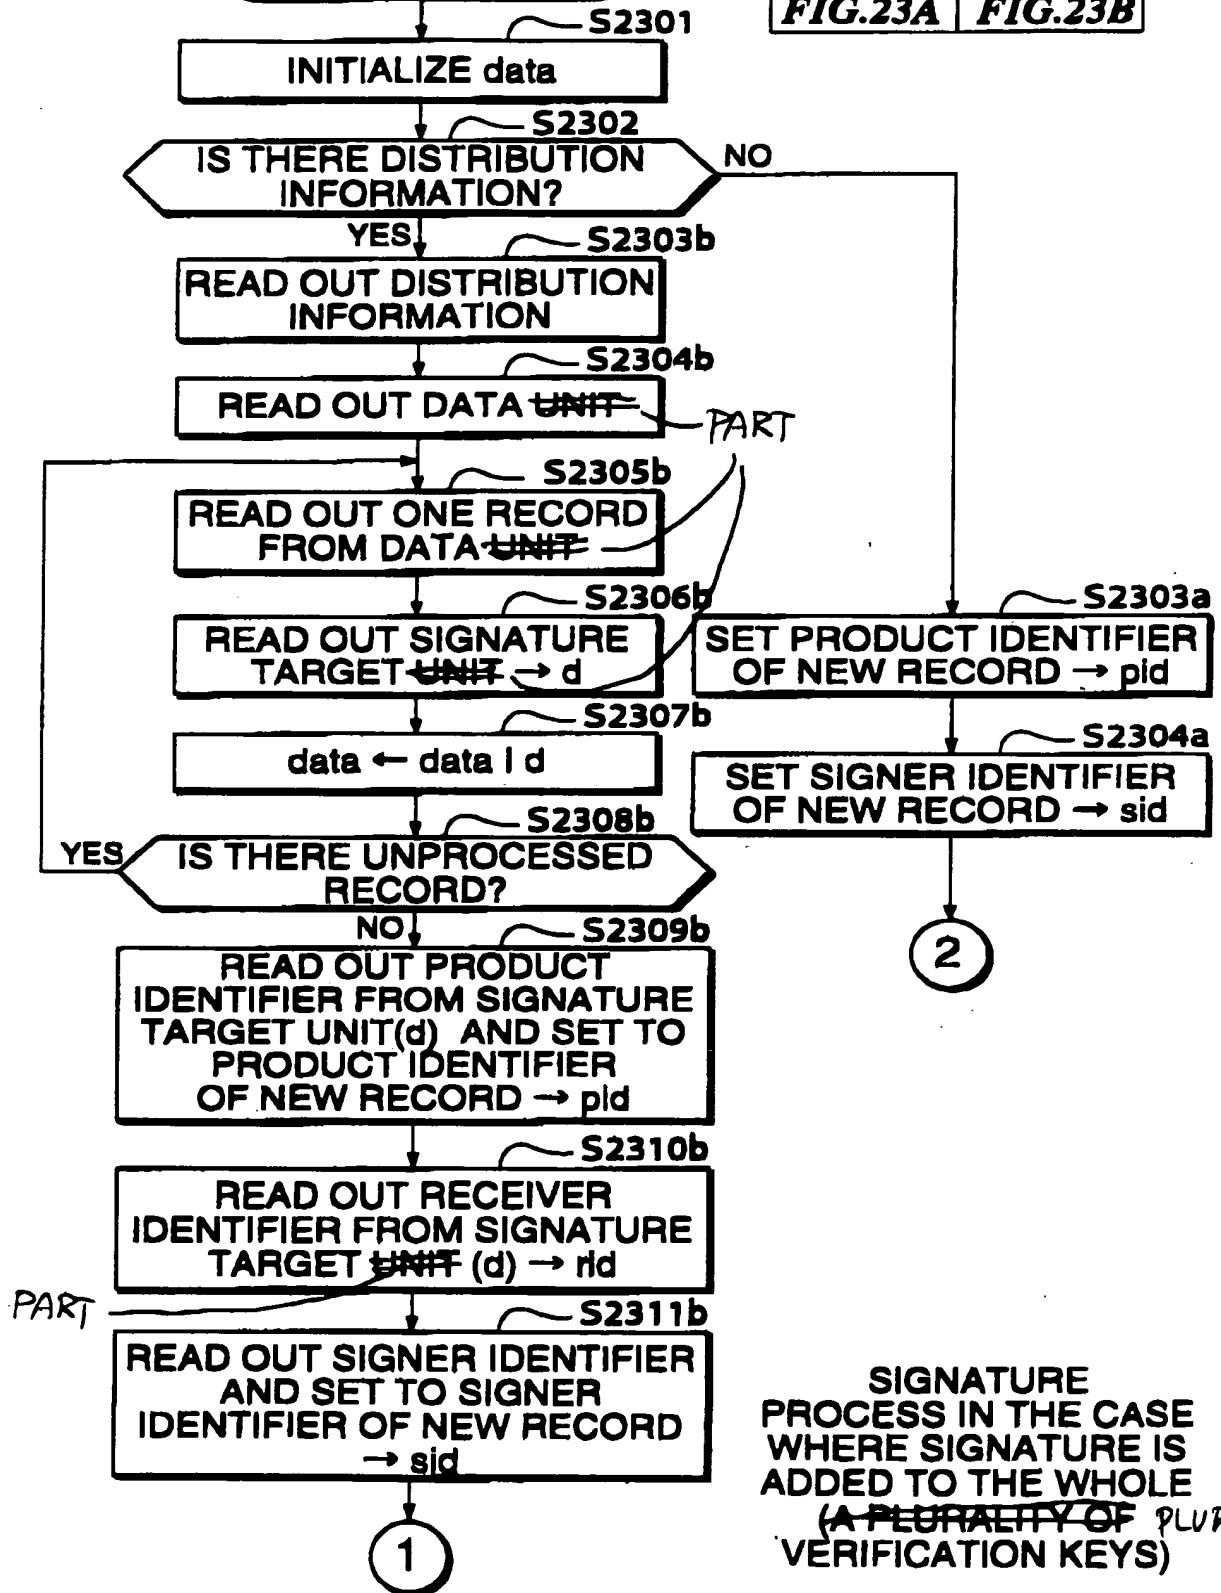 FIG.23A FIG.23B
S2301
INITIALIZE data
S2302
IS THERE DISTRIBUTION
INFORMATION?
NO
YES
S2303b
READ OUT DISTRIBUTION
INFORMATION
S2304b
READ OUT DATA UNIT
PART
S2305b
READ OUT ONE RECORD
FROM DATA UNIT
S2306b
READ OUT SIGNATURE
TARGET UNIT → d
S2307b
data ← data | d
S2308b
YES
IS THERE UNPROCESSED
RECORD?
NO
S2309b
READ OUT PRODUCT
IDENTIFIER FROM SIGNATURE
TARGET UNIT(d) AND SET TO
PRODUCT IDENTIFIER
OF NEW RECORD → pid
S2310b
READ OUT RECEIVER
IDENTIFIER FROM SIGNATURE
TARGET UNIT (d) → rid
PART
S2311b
READ OUT SIGNER IDENTIFIER
AND SET TO SIGNER
IDENTIFIER OF NEW RECORD
→ sid
1
S2303a
SET PRODUCT IDENTIFIER
OF NEW RECORD → pid
S2304a
SET SIGNER IDENTIFIER
OF NEW RECORD → sid
2
SIGNATURE
PROCESS IN THE CASE
WHERE SIGNATURE IS
ADDED TO THE WHOLE
(A PLURALITY OF
VERIFICATION KEYS)